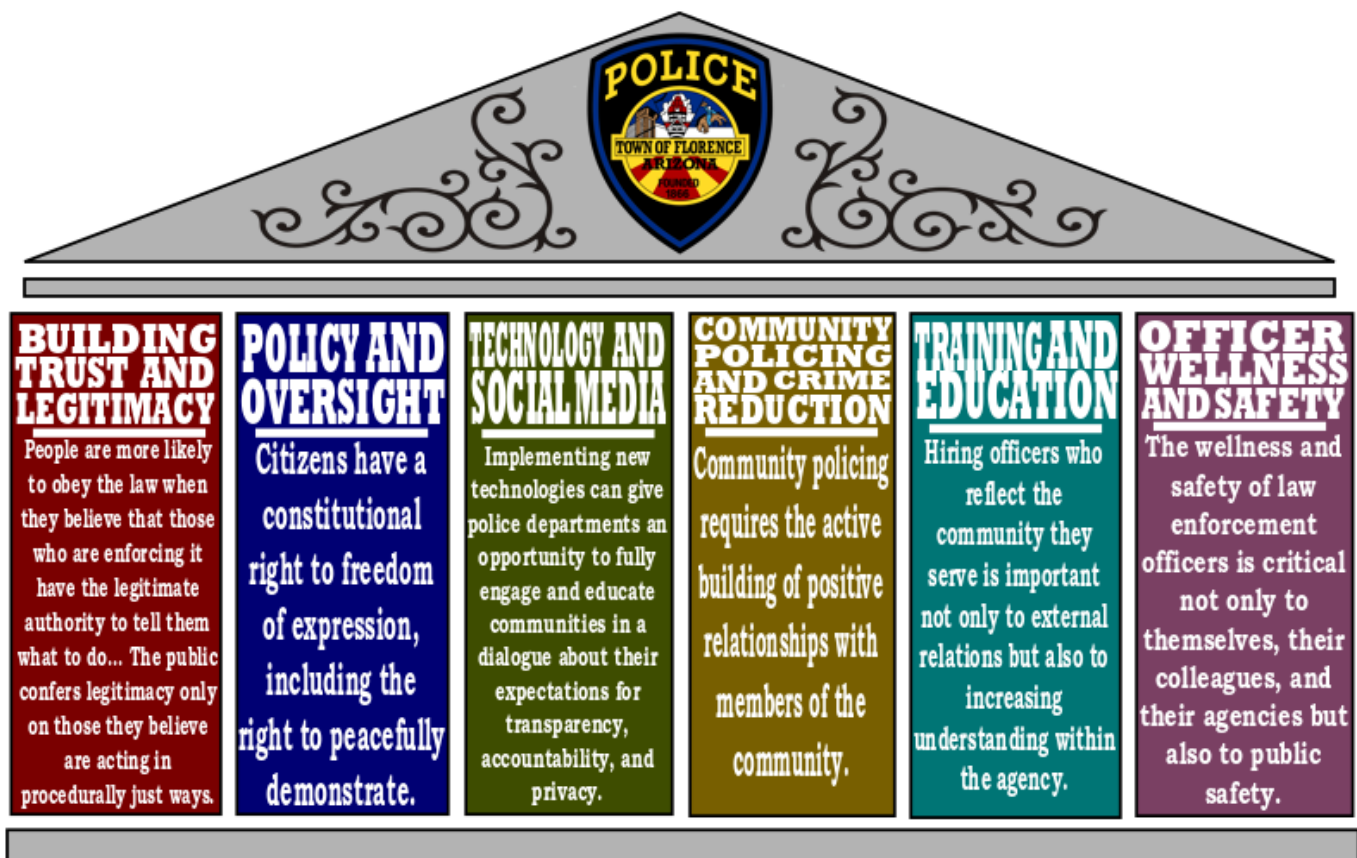 POLICE
TOWN OF FLORENCE
ARIZONA
FOUNDED
1866
BUILDING
TRUST AND
LEGITIMACY
People are more likely
to obey the law when
they believe that those
who are enforcing it
have the legitimate
authority to tell them
what to do... The public
confers legitimacy only
on those they believe
are acting in
procedurally just ways.
POLICY AND
OVERSIGHT
Citizens have a
constitutional
right to freedom
of expression,
including the
right to peacefully
demonstrate.
TECHNOLOGY AND
SOCIAL MEDIA
Implementing new
technologies can give
police departments an
opportunity to fully
engage and educate
communities in a
dialogue about their
expectations for
transparency,
accountability, and
privacy.
COMMUNITY
POLICING
AND CRIME
REDUCTION
Community policing
requires the active
building of positive
relationships with
members of the
community.
TRAINING AND
EDUCATION
Hiring officers who
reflect the
community they
serve is important
not only to external
relations but also to
increasing
understanding within
the agency.
OFFICER
WELLNESS
AND SAFETY
The wellness and
safety of law
enforcement
officers is critical
not only to
themselves, their
colleagues, and
their agencies but
also to public
safety.